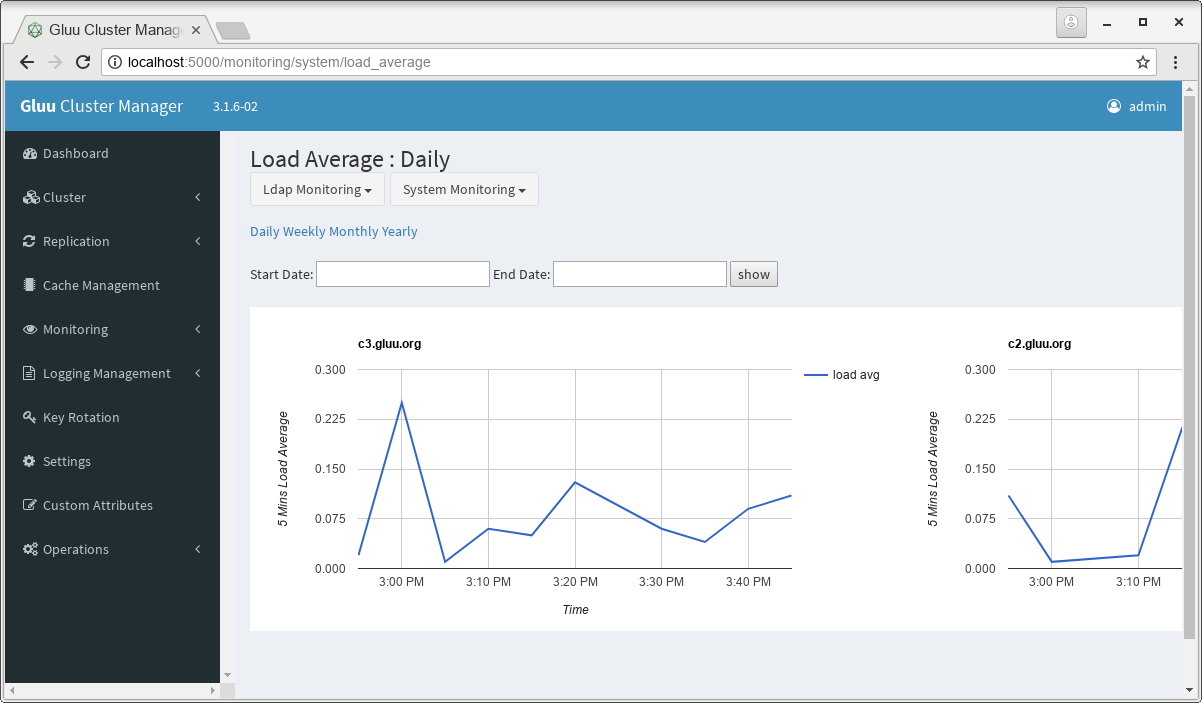 Gluu Cluster Manag
localhost:5000/monitoring/system/load_average
Gluu Cluster Manager 3.1.6-02 admin
Dashboard
Cluster
Replication
Cache Management
Monitoring
Logging Management
Key Rotation
Settings
Custom Attributes
Operations
Load Average : Daily
Ldap Monitoring System Monitoring
Daily Weekly Monthly Yearly
Start Date: End Date: show
c3.gluu.org
load avg
5 Mins Load Average
0.300
0.225
0.150
0.075
0.000
3:00 PM 3:10 PM 3:20 PM 3:30 PM 3:40 PM
Time
c2.gluu.org
5 Mins Load Average
0.300
0.225
0.150
0.075
0.000
3:00 PM 3:10 PM